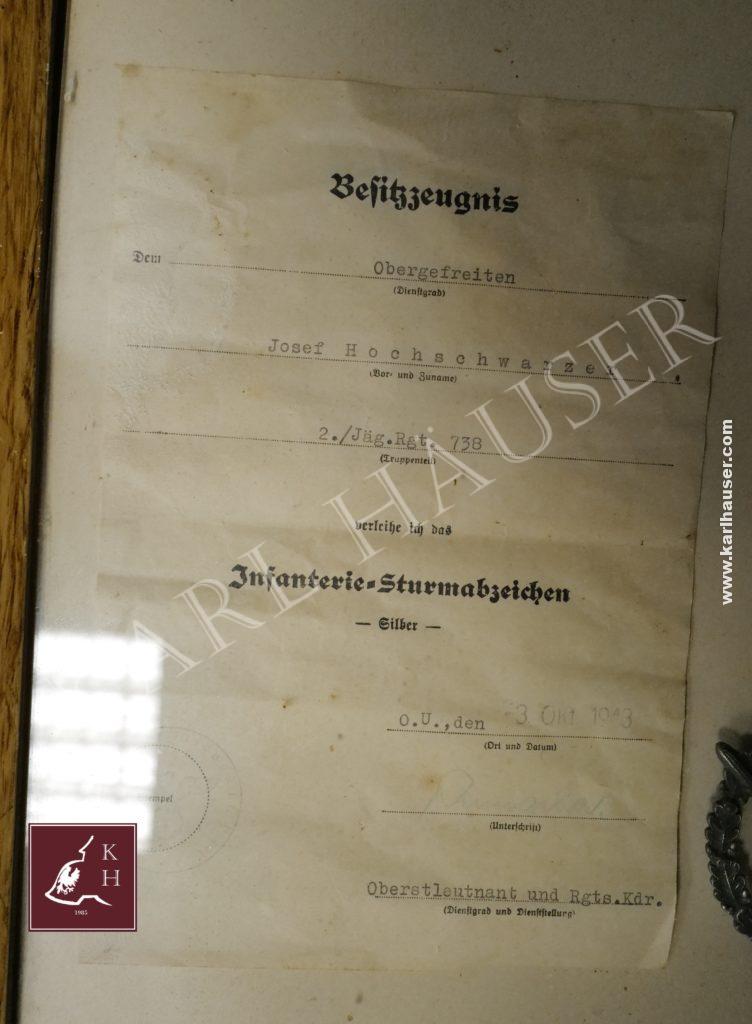 Besitzzeugnis
Dem Obergefreiten
(Dienstgrad)
Josef Hochschwarzer
(Vor- und Zuname)
2./Jäg.Rgt. 738
(Truppenteil)
verleihe ich das
Infanterie-Sturmabzeichen
— Silber —
O.U.,den 3. Okt. 1943
(Ort und Datum)
(Unterschrift)
Oberstleutnant und Rgts.Kdr.
(Dienstgrad und Dienststellung)
KARL HÄUSER
www.karlhauser.com
K
H
1985